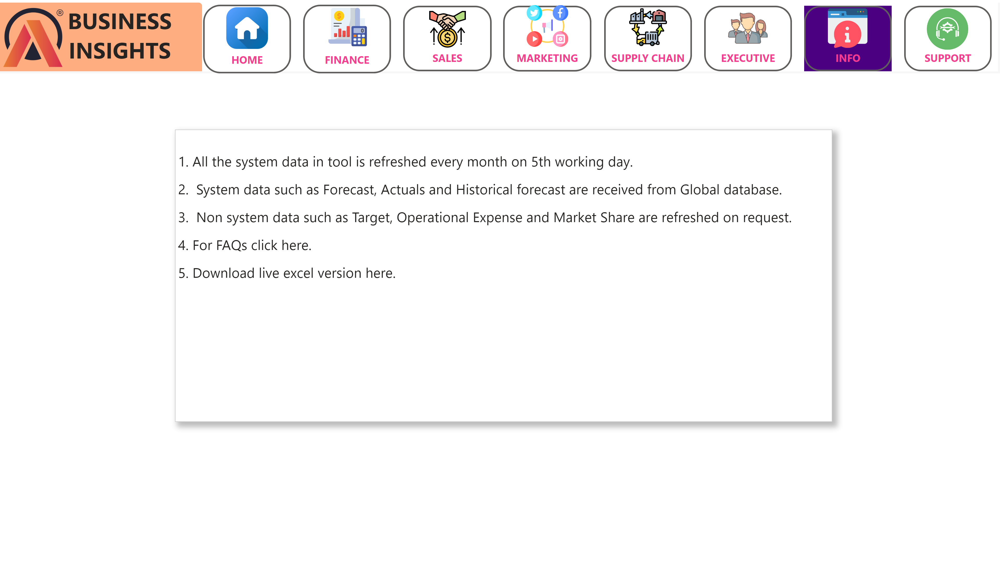 BUSINESS
INSIGHTS
®
HOME
FINANCE
SALES
MARKETING
SUPPLY CHAIN
EXECUTIVE
INFO
SUPPORT
1. All the system data in tool is refreshed every month on 5th working day.
2.  System data such as Forecast, Actuals and Historical forecast are received from Global database.
3.  Non system data such as Target, Operational Expense and Market Share are refreshed on request.
4. For FAQs click here.
5. Download live excel version here.